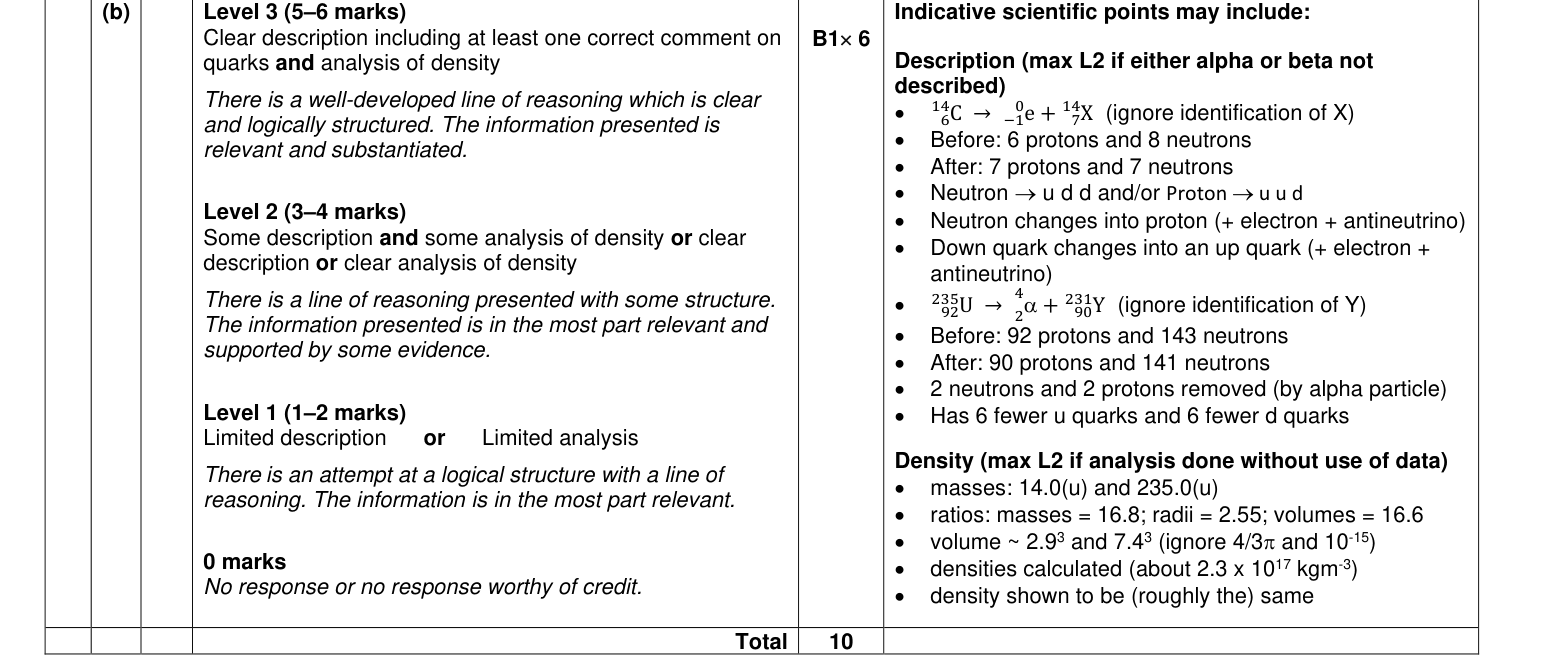 (b)
Level 3 (5–6 marks)
Clear description including at least one correct comment on
quarks and analysis of density
There is a well-developed line of reasoning which is clear
and logically structured. The information presented is
relevant and substantiated.
Level 2 (3–4 marks)
Some description and some analysis of density or clear
description or clear analysis of density
There is a line of reasoning presented with some structure.
The information presented is in the most part relevant and
supported by some evidence.
Level 1 (1–2 marks)
Limited description or Limited analysis
There is an attempt at a logical structure with a line of
reasoning. The information is in the most part relevant.
0 marks
No response or no response worthy of credit.
B1× 6
Indicative scientific points may include:
Description (max L2 if either alpha or beta not
described)
• ¹⁴₆C → ⁰₋₁e + ¹⁴₇X (ignore identification of X)
• Before: 6 protons and 8 neutrons
• After: 7 protons and 7 neutrons
• Neutron → u d d and/or Proton → u u d
• Neutron changes into proton (+ electron + antineutrino)
• Down quark changes into an up quark (+ electron +
antineutrino)
• ²³⁵₉₂U → ⁴₂α + ²³¹₉₀Y (ignore identification of Y)
• Before: 92 protons and 143 neutrons
• After: 90 protons and 141 neutrons
• 2 neutrons and 2 protons removed (by alpha particle)
• Has 6 fewer u quarks and 6 fewer d quarks
Density (max L2 if analysis done without use of data)
• masses: 14.0(u) and 235.0(u)
• ratios: masses = 16.8; radii = 2.55; volumes = 16.6
• volume ~ 2.9³ and 7.4³ (ignore 4/3π and 10⁻¹⁵)
• densities calculated (about 2.3 x 10¹⁷ kgm⁻³)
• density shown to be (roughly the) same
Total 10